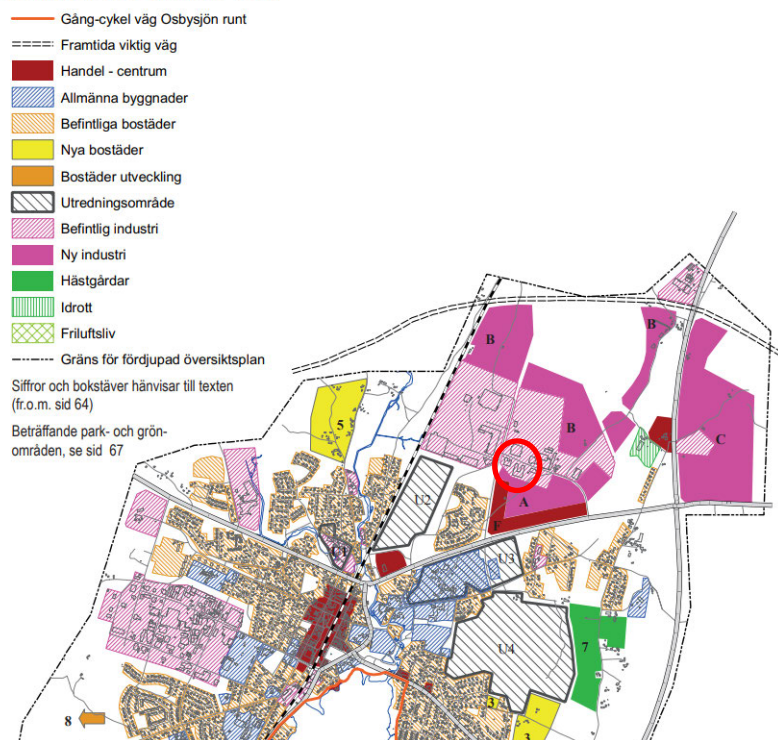 Gång-cykel väg Osbysjön runt
Framtida viktig väg
Handel - centrum
Allmänna byggnader
Befintliga bostäder
Nya bostäder
Bostäder utveckling
Utredningsområde
Befintlig industri
Ny industri
Hästgårdar
Idrott
Friluftsliv
Gräns för fördjupad översiktsplan
Siffror och bokstäver hänvisar till texten
(fr.o.m. sid 64)
Beträffande park- och grön-
områden, se sid 67
B
B
B
5
A
C
A
F
U2
U1
U3
U4
7
8
3
3